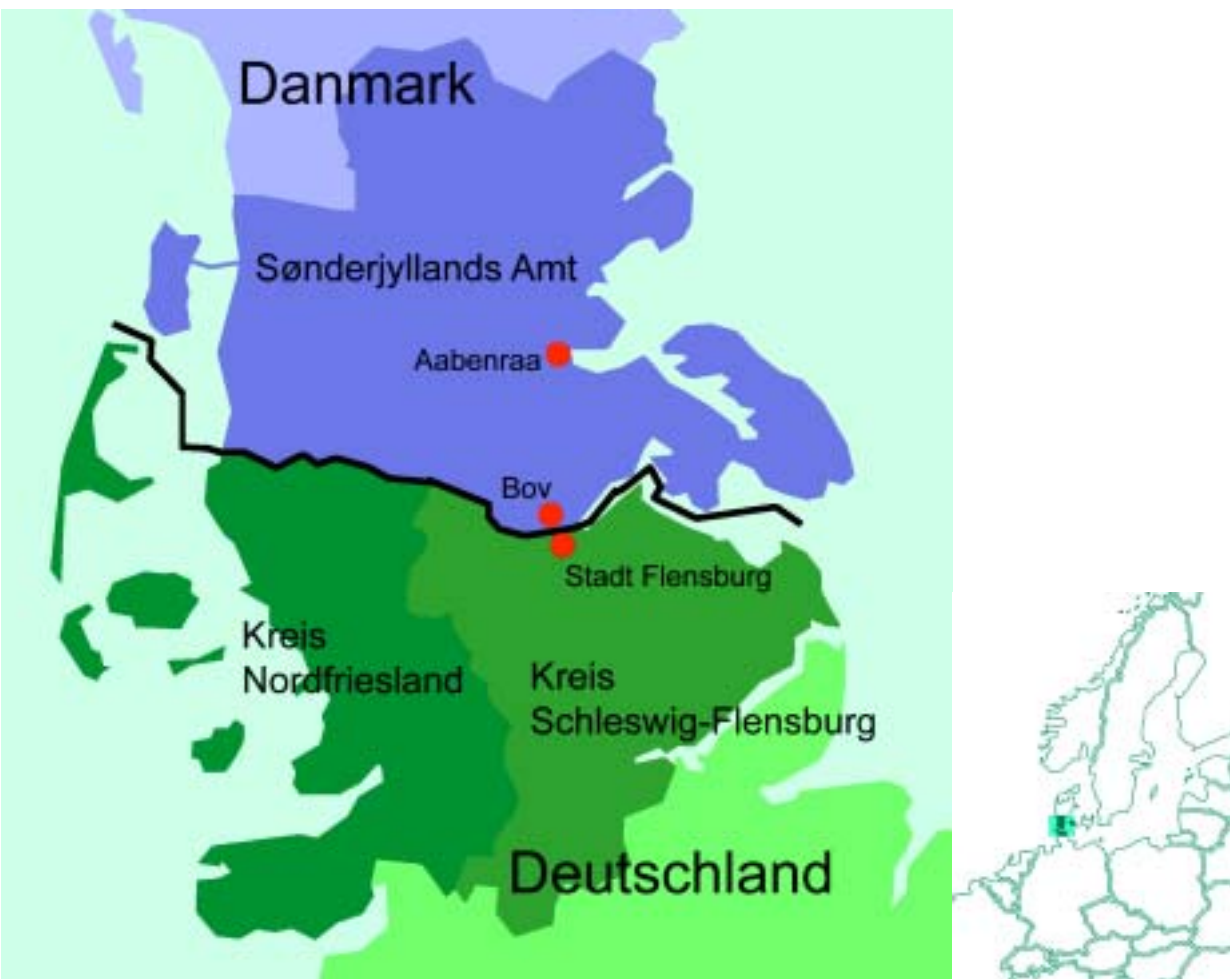 Danmark
Sønderjyllands Amt
Aabenraa
Bov
Stadt Flensburg
Kreis
Nordfriesland
Kreis
Schleswig-Flensburg
Deutschland